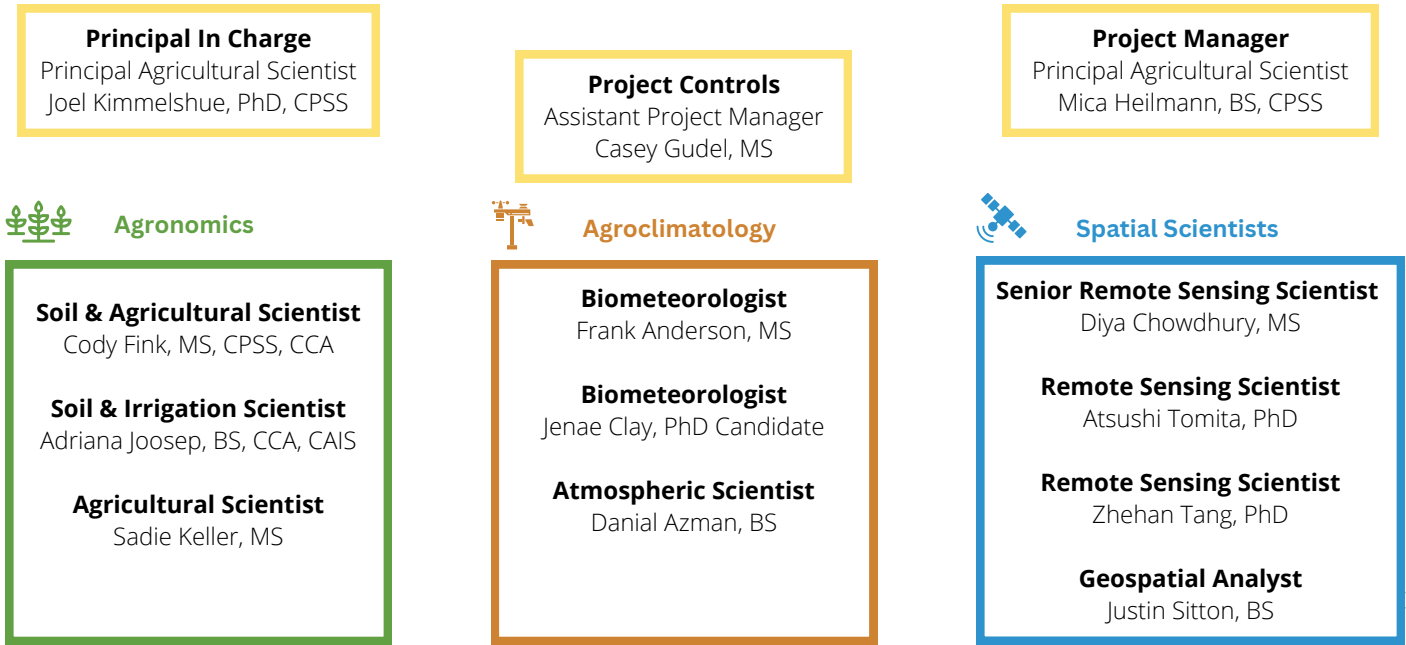 Principal In Charge
Principal Agricultural Scientist
Joel Kimmelshue, PhD, CPSS
Project Controls
Assistant Project Manager
Casey Gudel, MS
Project Manager
Principal Agricultural Scientist
Mica Heilmann, BS, CPSS
Agronomics
Soil & Agricultural Scientist
Cody Fink, MS, CPSS, CCA
Soil & Irrigation Scientist
Adriana Joosep, BS, CCA, CAIS
Agricultural Scientist
Sadie Keller, MS
Agroclimatology
Biometeorologist
Frank Anderson, MS
Biometeorologist
Jenae Clay, PhD Candidate
Atmospheric Scientist
Danial Azman, BS
Spatial Scientists
Senior Remote Sensing Scientist
Diya Chowdhury, MS
Remote Sensing Scientist
Atsushi Tomita, PhD
Remote Sensing Scientist
Zhehan Tang, PhD
Geospatial Analyst
Justin Sitton, BS